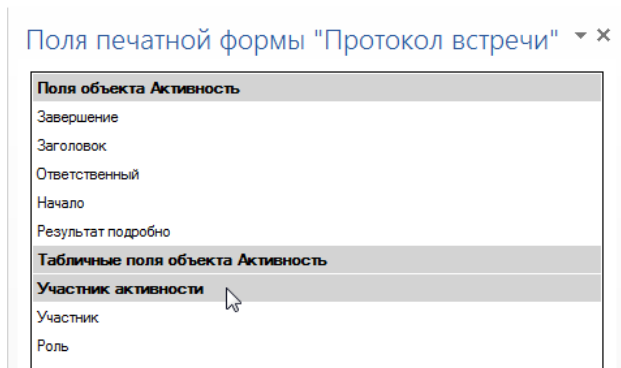 Поля печатной формы "Протокол встречи"
Поля объекта Активность
Завершение
Заголовок
Ответственный
Начало
Результат подробно
Табличные поля объекта Активность
Участник активности
Участник
Роль